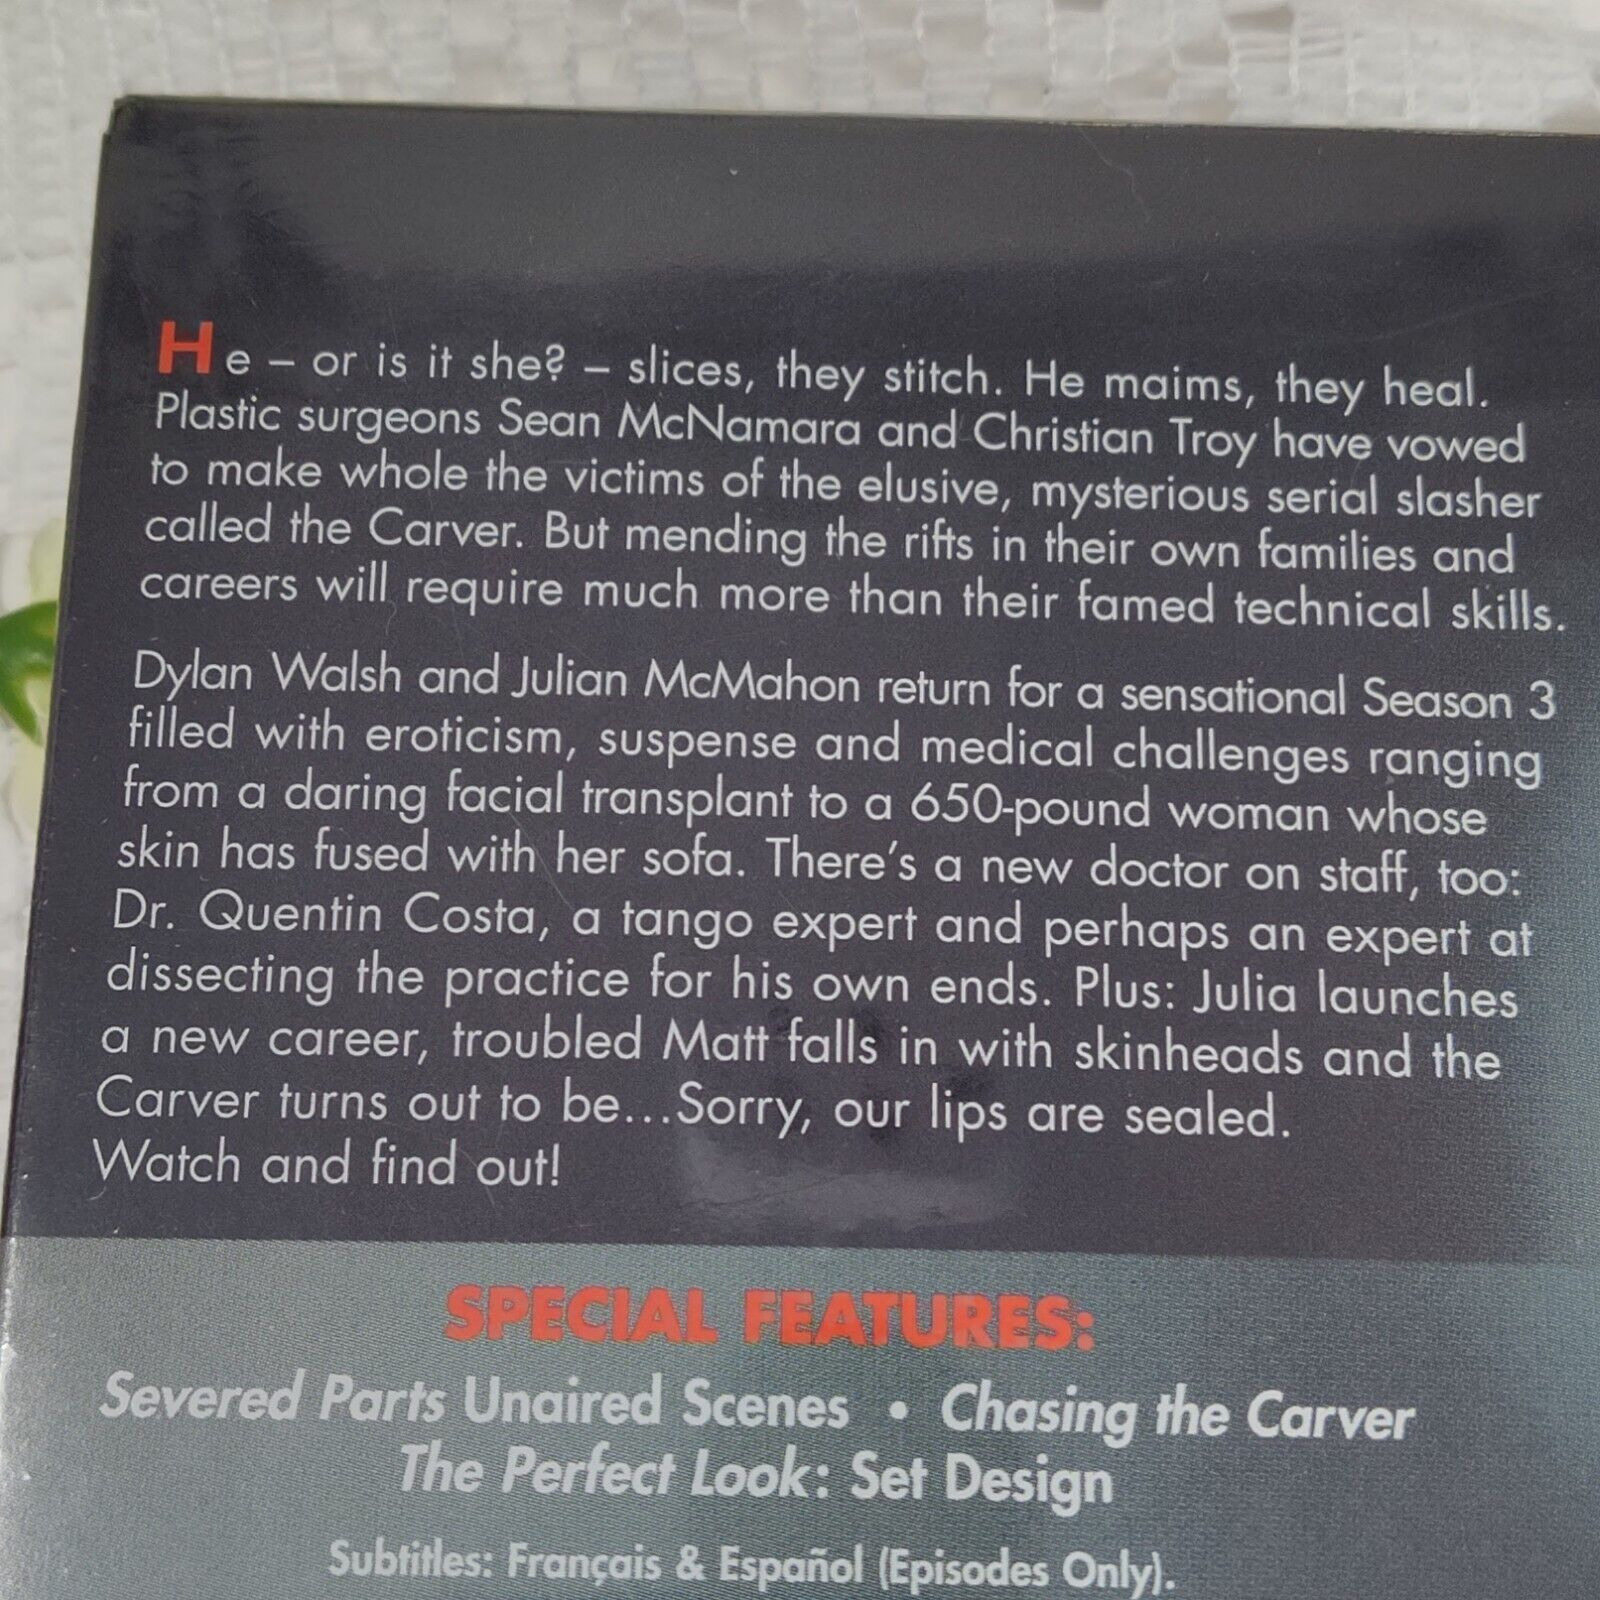 He – or is it she? – slices, they stitch. He maims, they heal.
Plastic surgeons Sean McNamara and Christian Troy have vowed
to make whole the victims of the elusive, mysterious serial slasher
called the Carver. But mending the rifts in their own families and
careers will require much more than their famed technical skills.
Dylan Walsh and Julian McMahon return for a sensational Season 3
filled with eroticism, suspense and medical challenges ranging
from a daring facial transplant to a 650-pound woman whose
skin has fused with her sofa. There's a new doctor on staff, too:
Dr. Quentin Costa, a tango expert and perhaps an expert at
dissecting the practice for his own ends. Plus: Julia launches
a new career, troubled Matt falls in with skinheads and the
Carver turns out to be...Sorry, our lips are sealed.
Watch and find out!
SPECIAL FEATURES:
Severed Parts Unaired Scenes • Chasing the Carver
The Perfect Look: Set Design
Subtitles: Français & Español (Episodes Only).